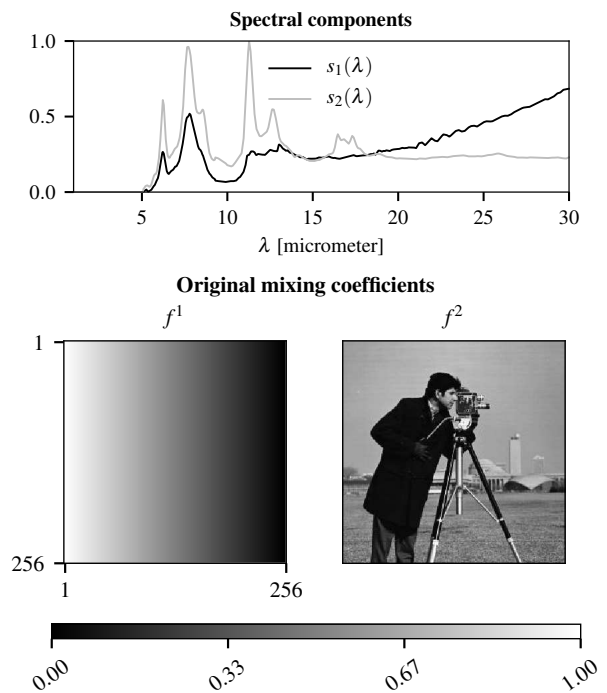 Spectral components
1.0
0.5
0.0
s₁(λ)
s₂(λ)
5 10 15 20 25 30
λ [micrometer]
Original mixing coefficients
f¹ f²
1
256
1 256
0.00 0.33 0.67 1.00